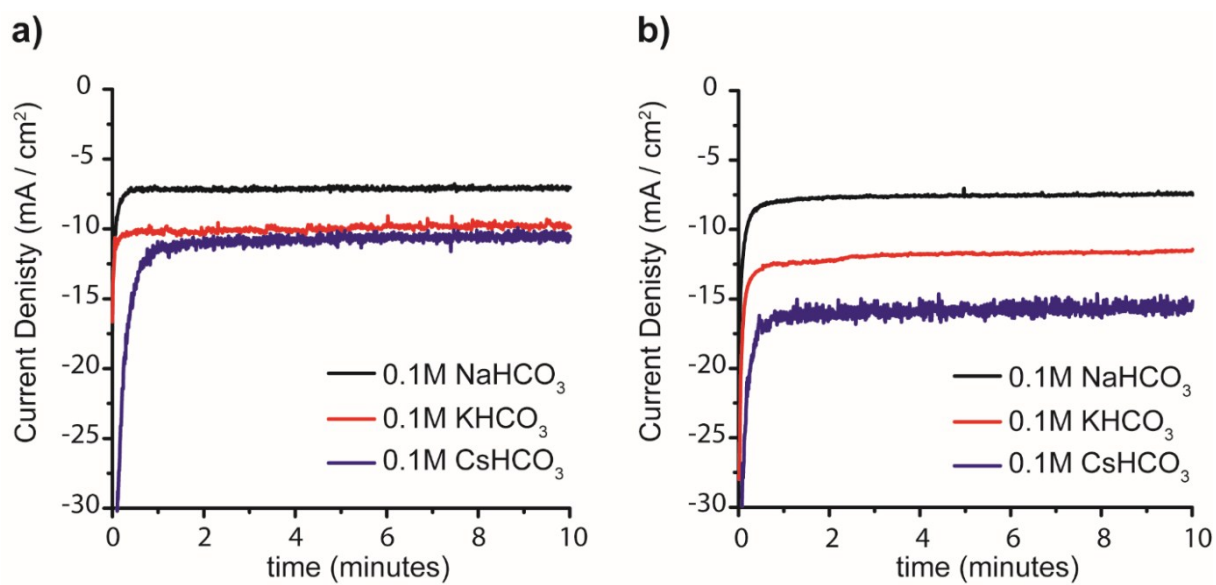 a)
Current Denisty (mA / cm²)
0
-5
-10
-15
-20
-25
-30
0.1M NaHCO₃
0.1M KHCO₃
0.1M CsHCO₃
0 2 4 6 8 10
time (minutes)
b)
Current Denisty (mA / cm²)
0
-5
-10
-15
-20
-25
-30
0.1M NaHCO₃
0.1M KHCO₃
0.1M CsHCO₃
0 2 4 6 8 10
time (minutes)